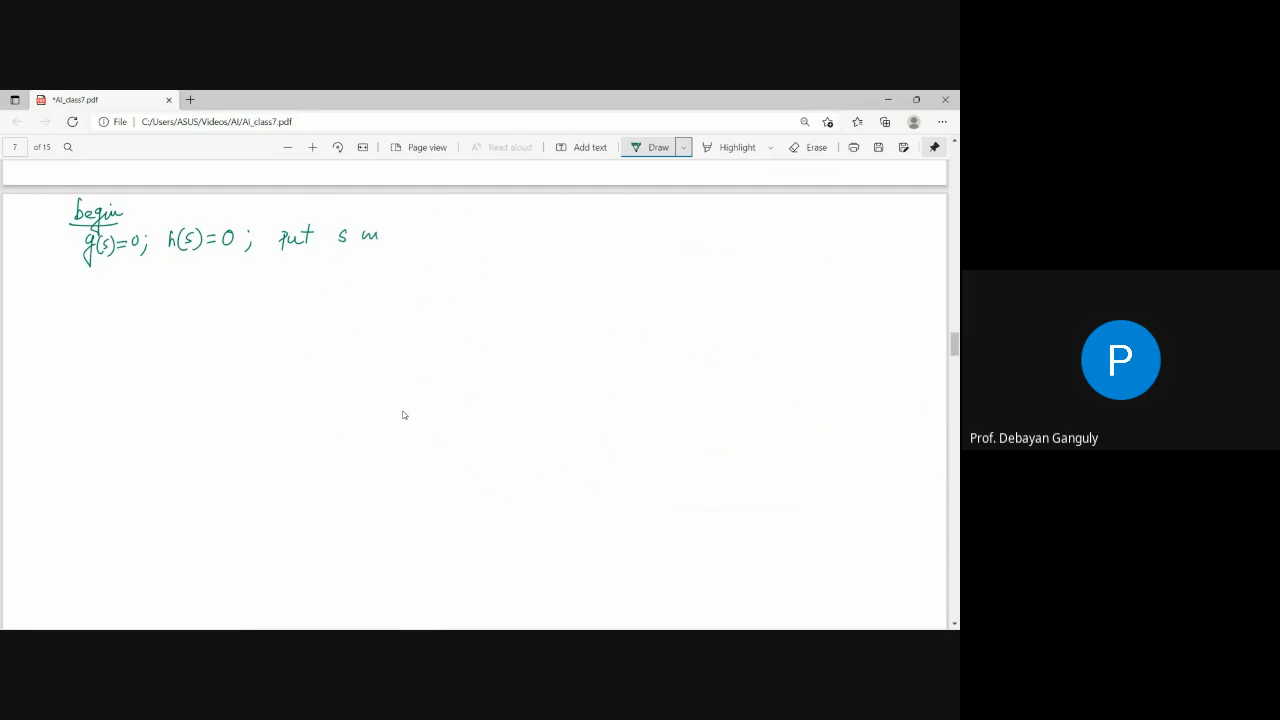 *AI_class7.pdf
File C:/Users/ASUS/Videos/AI/AI_class7.pdf
7 of 15 Page view Read aloud Add text Draw Highlight Erase
begin
g(s)=0; h(s)=0; put s in
P
Prof. Debayan Ganguly